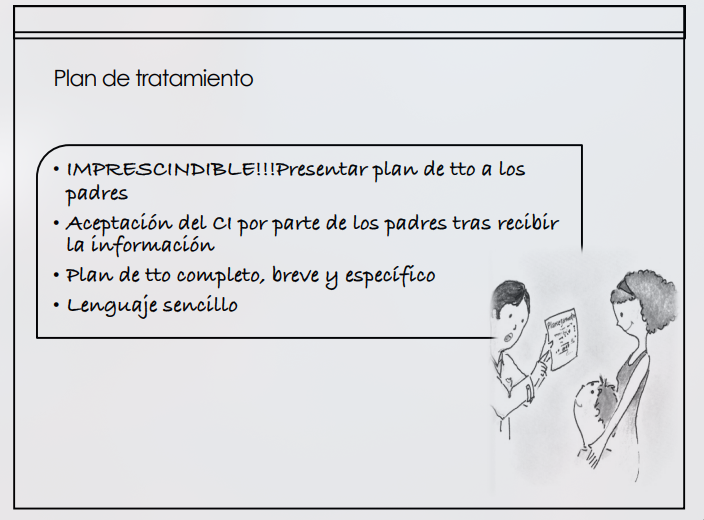 Plan de tratamiento
• IMPRESCINDIBLE!!!Presentar plan de tto a los
padres
• Aceptación del CI por parte de los padres tras recibir
la información
• Plan de tto completo, breve y específico
• Lenguaje sencillo